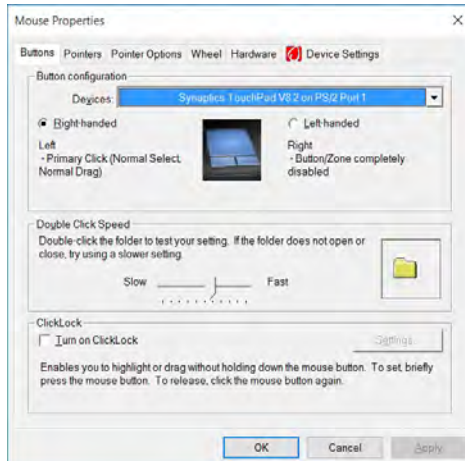 Mouse Properties
Buttons Pointers Pointer Options Wheel Hardware Device Settings
Button configuration
Devices: Synaptics TouchPad V8.2 on PS/2 Port 1
Right-handed Left-handed
Left Right
- Primary Click (Normal Select, - Button/Zone completely
Normal Drag) disabled
Double Click Speed
Double-click the folder to test your setting. If the folder does not open or
close, try using a slower setting.
Slow Fast
ClickLock
Turn on ClickLock Settings...
Enables you to highlight or drag without holding down the mouse button. To set, briefly
press the mouse button. To release, click the mouse button again.
OK Cancel Apply